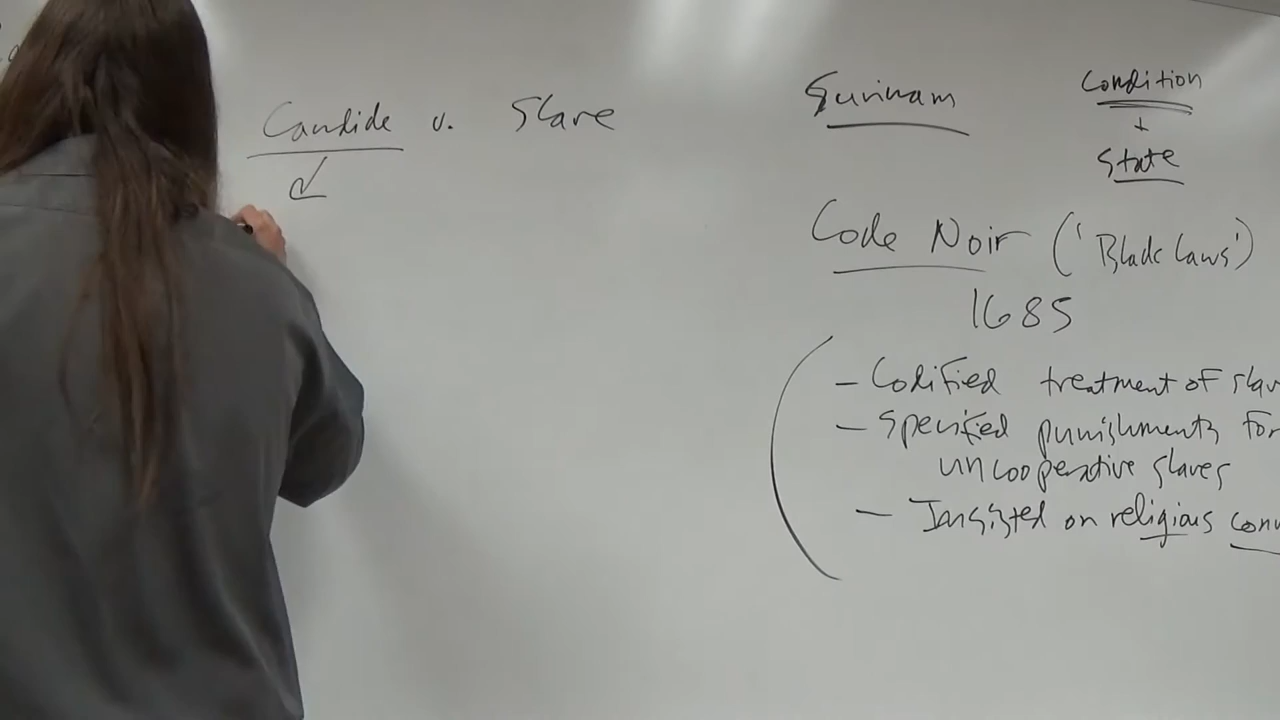 Candide v. Slave
Surinam
Condition
+
State
Code Noir ('Black Laws')
1685
- Codified treatment of slav
- Specified punishments for
uncooperative slaves
- Insisted on religious conv